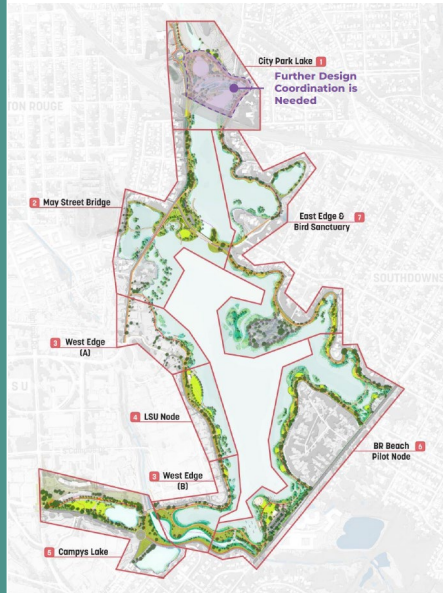 City Park Lake 1
Further Design
Coordination is
Needed
TON ROUGE
2 May Street Bridge
East Edge &
Bird Sanctuary
7
SOUTHDOWNS
3 West Edge
(A)
S U
4 LSU Node
BR Beach
Pilot Node
6
3 West Edge
(B)
5 Campys Lake